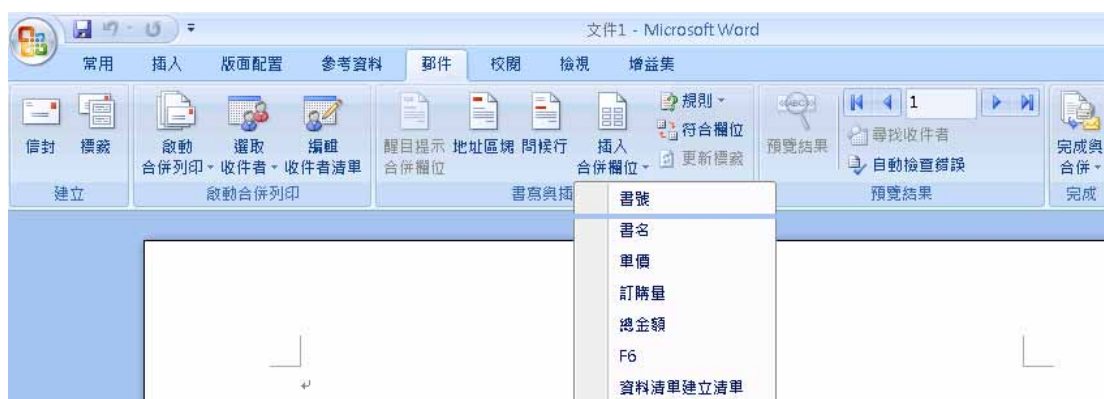 文件1 - Microsoft Word
常用 插入 版面配置 參考資料 郵件 校閱 檢視 增益集
信封 標籤 啟動 合併列印 選取 收件者 編輯 收件者清單 醒目提示 合併欄位 地址區塊 問候行 插入 合併欄位 規則 符合欄位 更新標籤 預覽結果 1 尋找收件者 自動檢查錯誤 完成與 合併
建立 啟動合併列印 書寫與插 預覽結果 完成
書號
書名
單價
訂購量
總金額
F6
資料清單建立清單